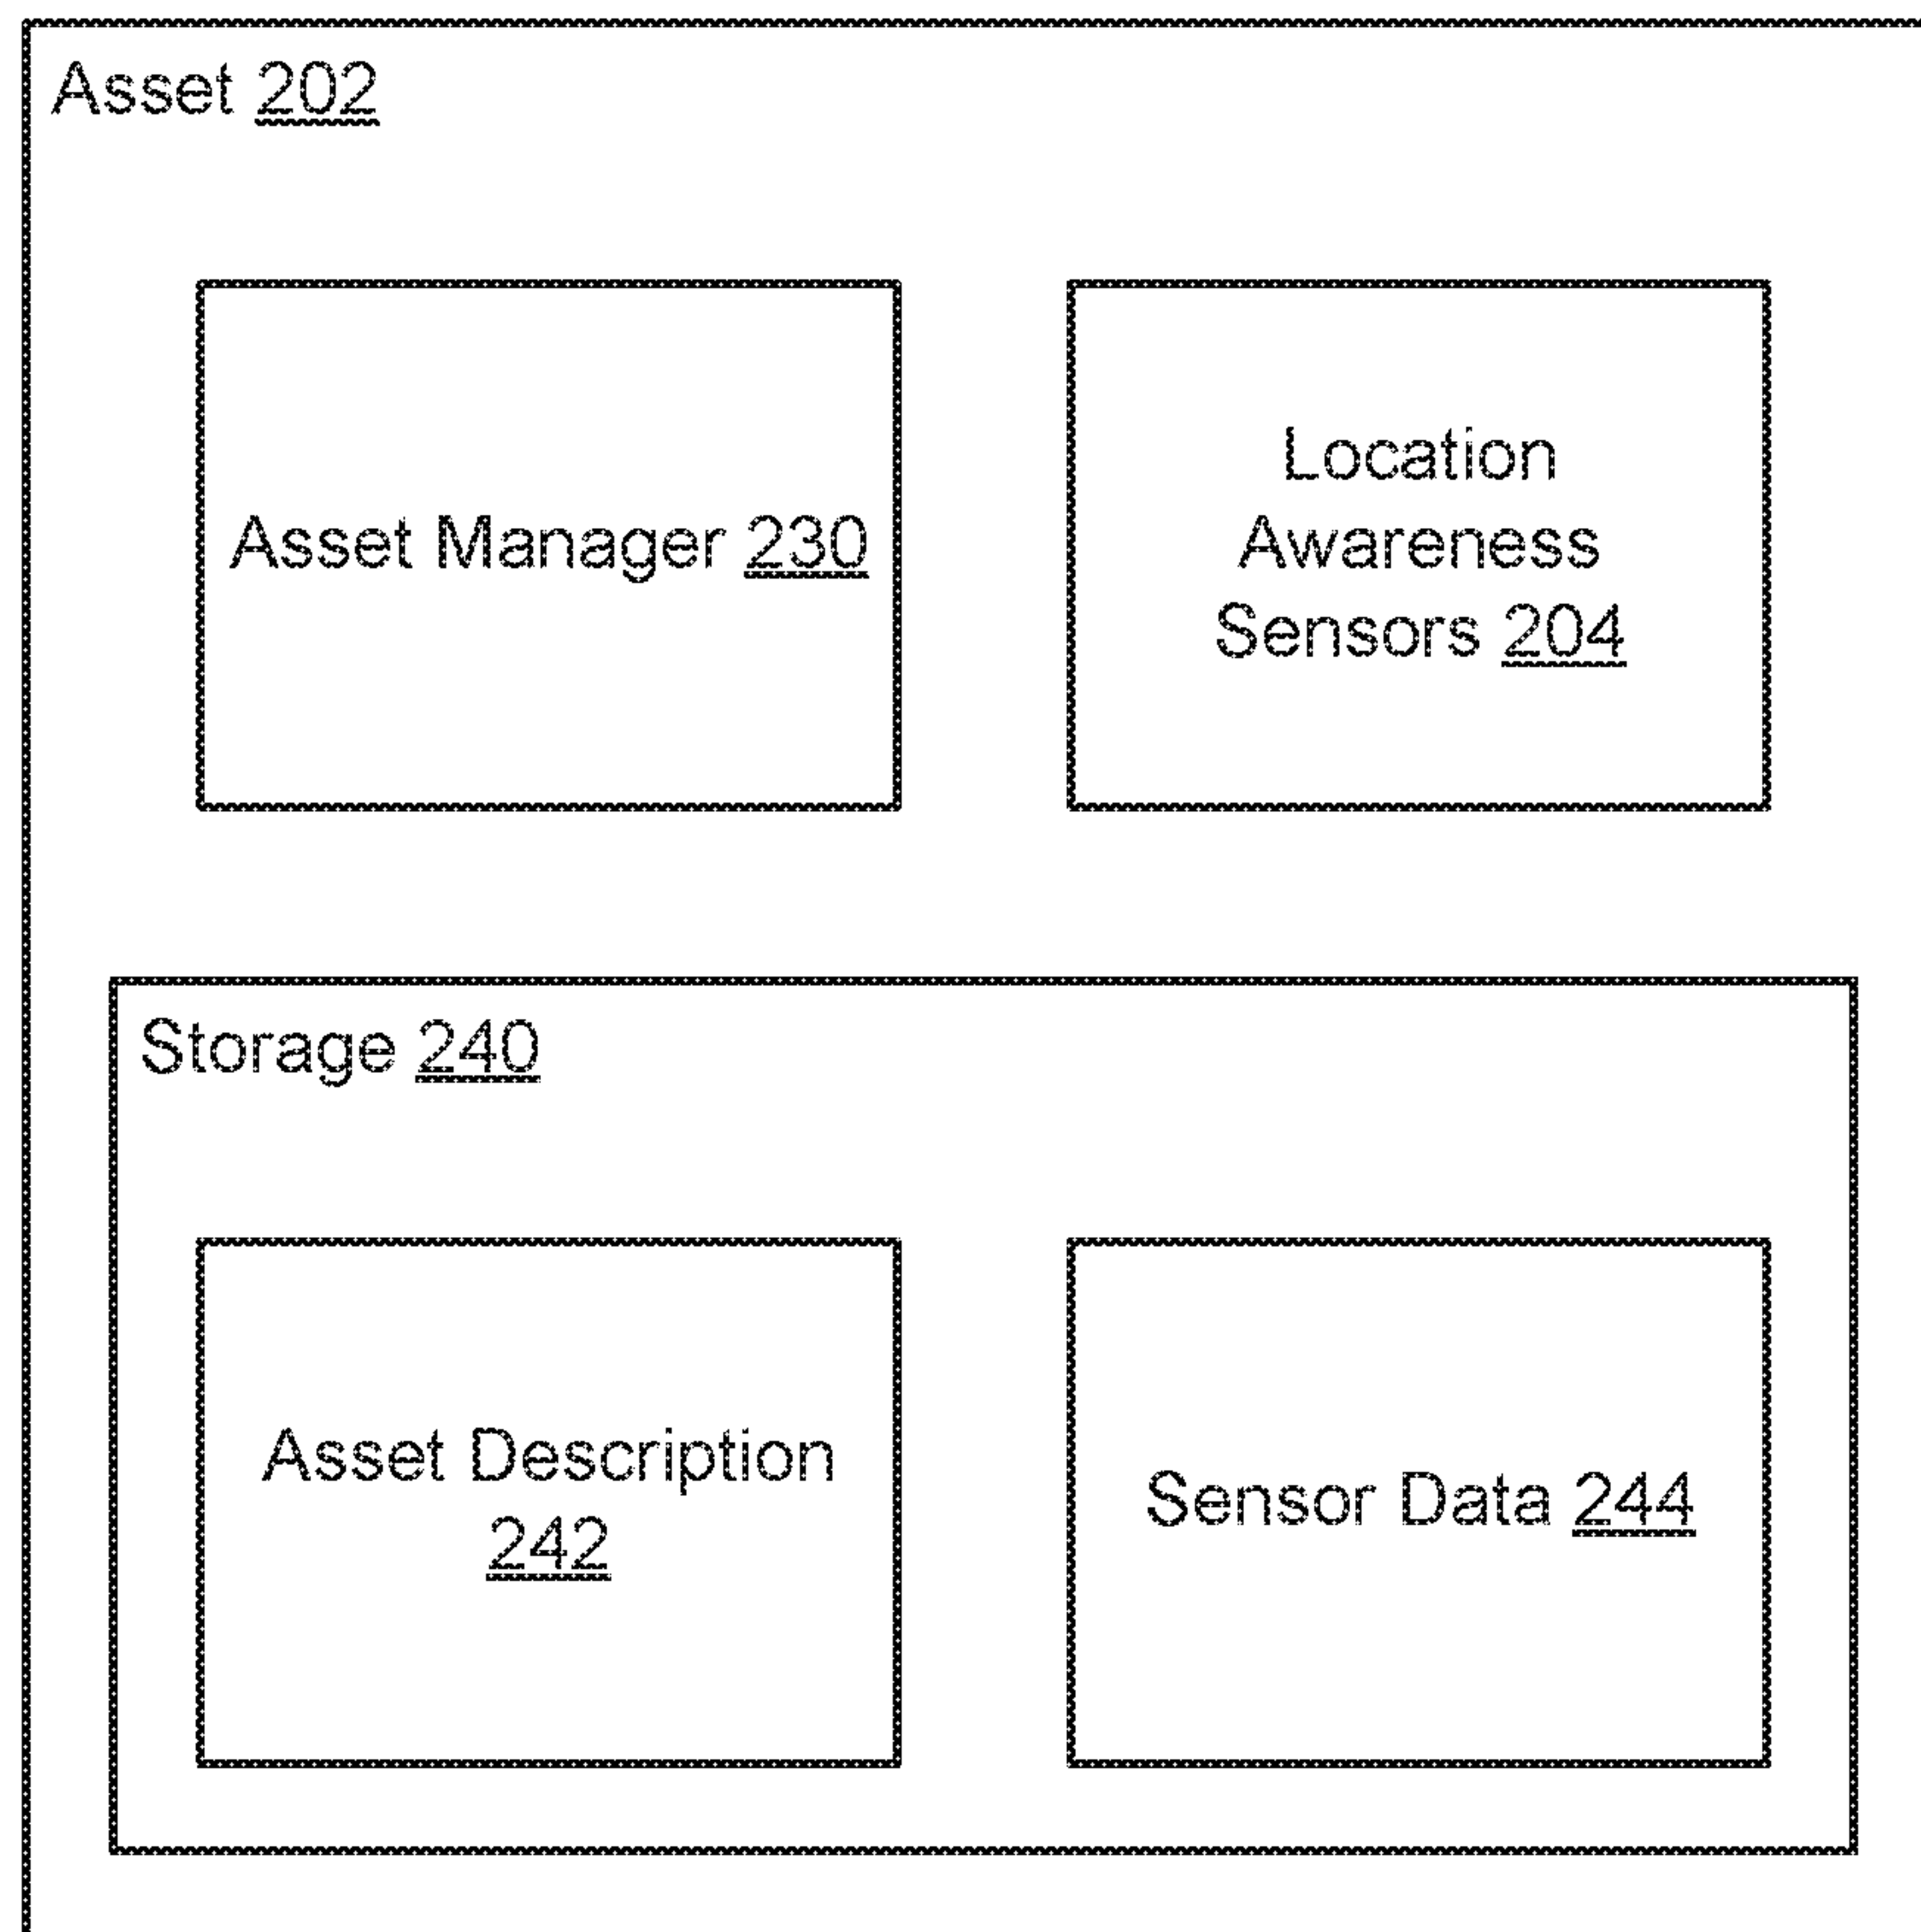 Asset 202
Asset Manager 230
Location
Awareness
Sensors 204
Storage 240
Asset Description
242
Sensor Data 244